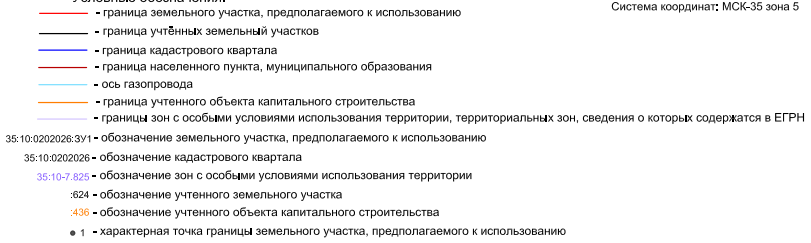 Условные обозначения:
Система координат: МСК-35 зона 5
- граница земельного участка, предполагаемого к использованию
- граница учтённых земельный участков
- граница кадастрового квартала
- граница населенного пункта, муниципального образования
- ось газопровода
- граница учтенного объекта капитального строительства
- границы зон с особыми условиями использования территории, территориальных зон, сведения о которых содержатся в ЕГРН
35:10:0202026:ЗУ1 - обозначение земельного участка, предполагаемого к использованию
35:10:0202026 - обозначение кадастрового квартала
35:10-7.825 - обозначение зон с особыми условиями использования территории
:624 - обозначение учтенного земельного участка
:436 - обозначение учтенного объекта капитального строительства
1 - характерная точка границы земельного участка, предполагаемого к использованию